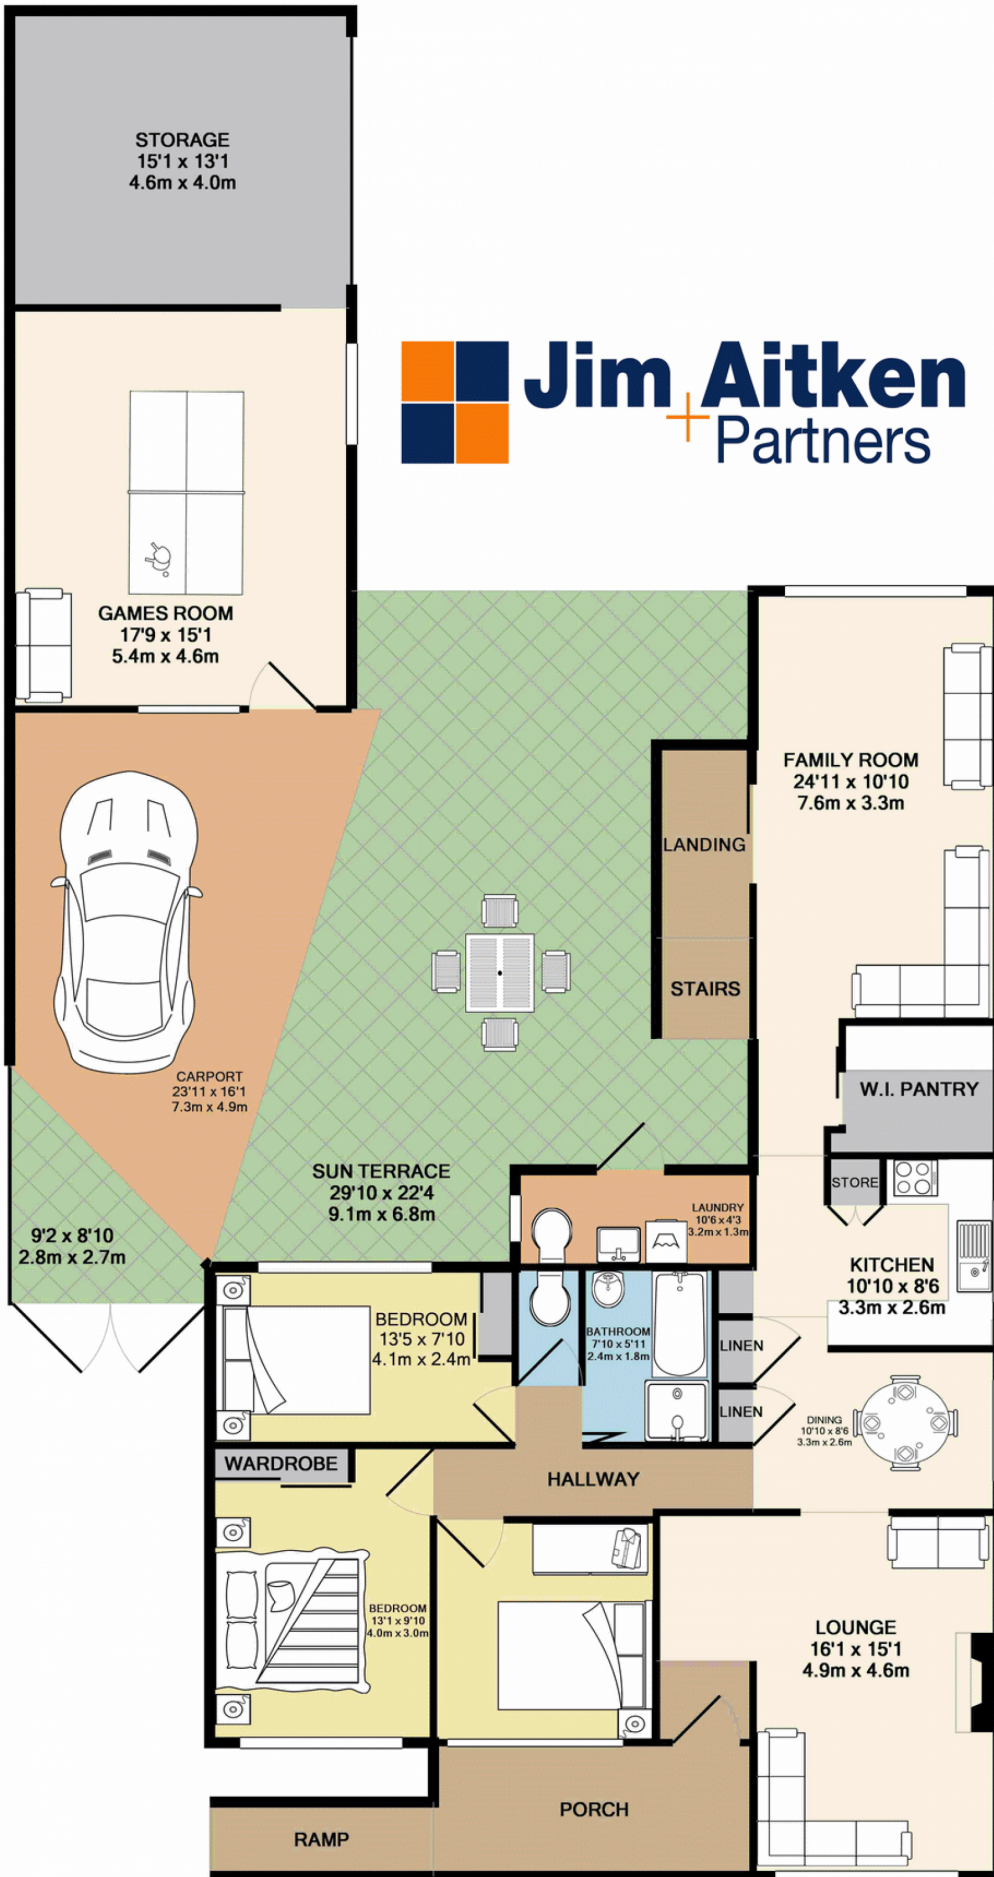 STORAGE
15'1 x 13'1
4.6m x 4.0m
Jim Aitken
+
Partners
GAMES ROOM
17'9 x 15'1
5.4m x 4.6m
FAMILY ROOM
24'11 x 10'10
7.6m x 3.3m
LANDING
STAIRS
CARPORT
23'11 x 16'1
7.3m x 4.9m
W.I. PANTRY
SUN TERRACE
29'10 x 22'4
9.1m x 6.8m
STORE
LAUNDRY
10'6 x 4'3
3.2m x 1.3m
9'2 x 8'10
2.8m x 2.7m
KITCHEN
10'10 x 8'6
3.3m x 2.6m
BEDROOM
13'5 x 7'10
4.1m x 2.4m
BATHROOM
7'10 x 5'11
2.4m x 1.8m
LINEN
LINEN
DINING
10'10 x 8'6
3.3m x 2.6m
WARDROBE
HALLWAY
BEDROOM
13'1 x 9'10
4.0m x 3.0m
LOUNGE
16'1 x 15'1
4.9m x 4.6m
PORCH
RAMP